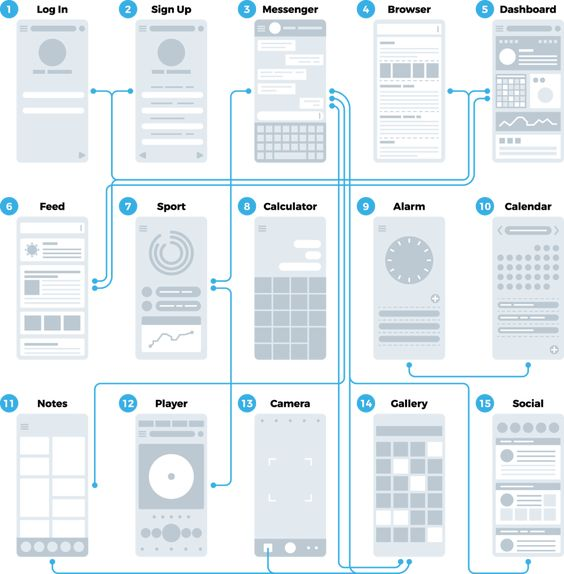 1 Log In
2 Sign Up
3 Messenger
4 Browser
5 Dashboard
6 Feed
7 Sport
8 Calculator
9 Alarm
10 Calendar
11 Notes
12 Player
13 Camera
14 Gallery
15 Social